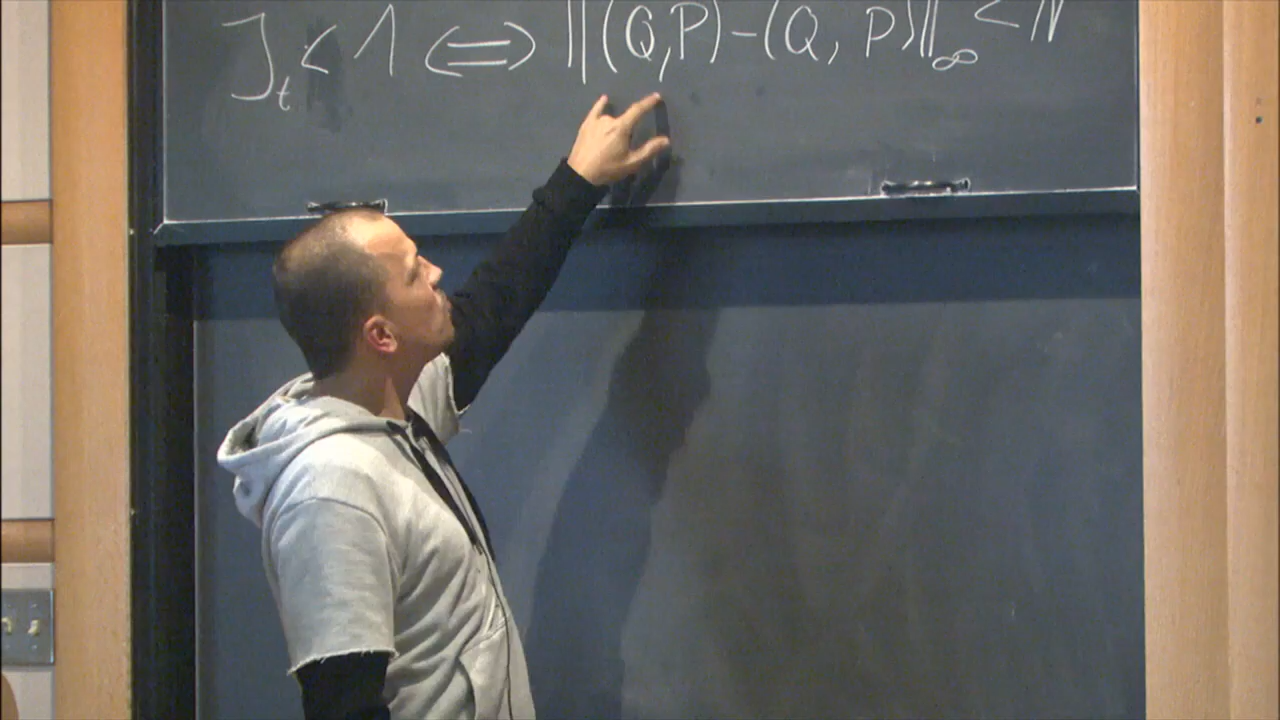 J_t < 1 ⟺ ‖(Q,P) − (Q, P)‖_∞ < N